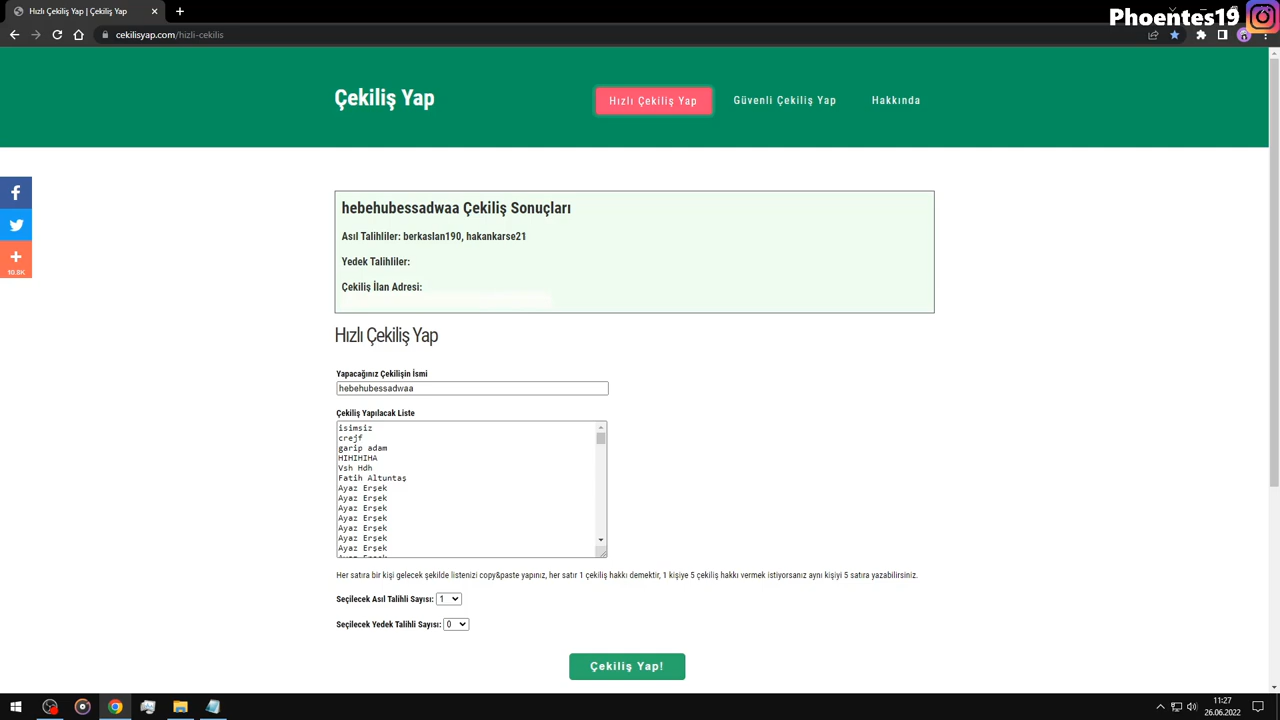 Hızlı Çekiliş Yap | Çekiliş Yap
Phoentes19
cekilisyap.com/hizli-cekilis
Çekiliş Yap
Hızlı Çekiliş Yap
Güvenli Çekiliş Yap
Hakkında
hebehubessadwaa Çekiliş Sonuçları
Asıl Talihliler: berkaslan190, hakankarse21
Yedek Talihliler:
Çekiliş İlan Adresi:
10.8K
Hızlı Çekiliş Yap
Yapacağınız Çekilişin İsmi
hebehubessadwaa
Çekiliş Yapılacak Liste
isimsiz
crejf
garip adam
HIHIHIHA
Vsh Hdh
Fatih Altuntaş
Ayaz Erşek
Ayaz Erşek
Ayaz Erşek
Ayaz Erşek
Ayaz Erşek
Ayaz Erşek
Ayaz Erşek
Her satıra bir kişi gelecek şekilde listenizi copy&paste yapınız, her satır 1 çekiliş hakkı demektir, 1 kişiye 5 çekiliş hakkı vermek istiyorsanız aynı kişiyi 5 satıra yazabilirsiniz.
Seçilecek Asıl Talihli Sayısı: 1
Seçilecek Yedek Talihli Sayısı: 0
Çekiliş Yap!
11:27
26.06.2022